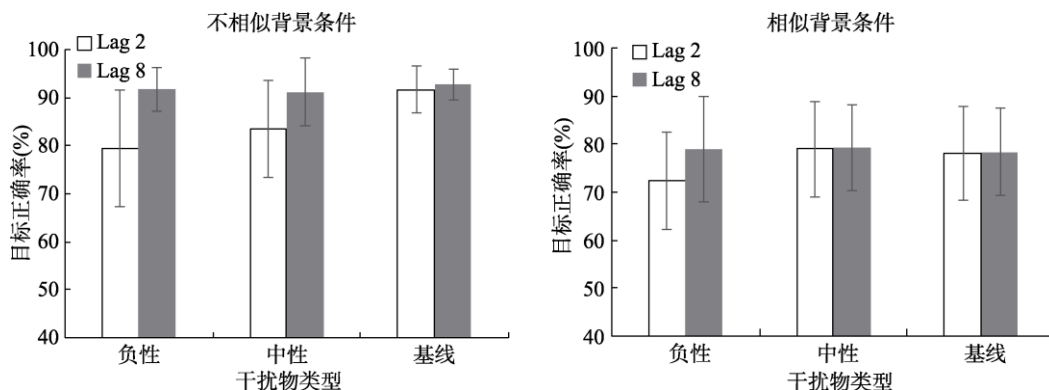 不相似背景条件
Lag 2
Lag 8
目标正确率(%)
100
90
80
70
60
50
40
负性
中性
基线
干扰物类型
相似背景条件
Lag 2
Lag 8
目标正确率(%)
100
90
80
70
60
50
40
负性
中性
基线
干扰物类型